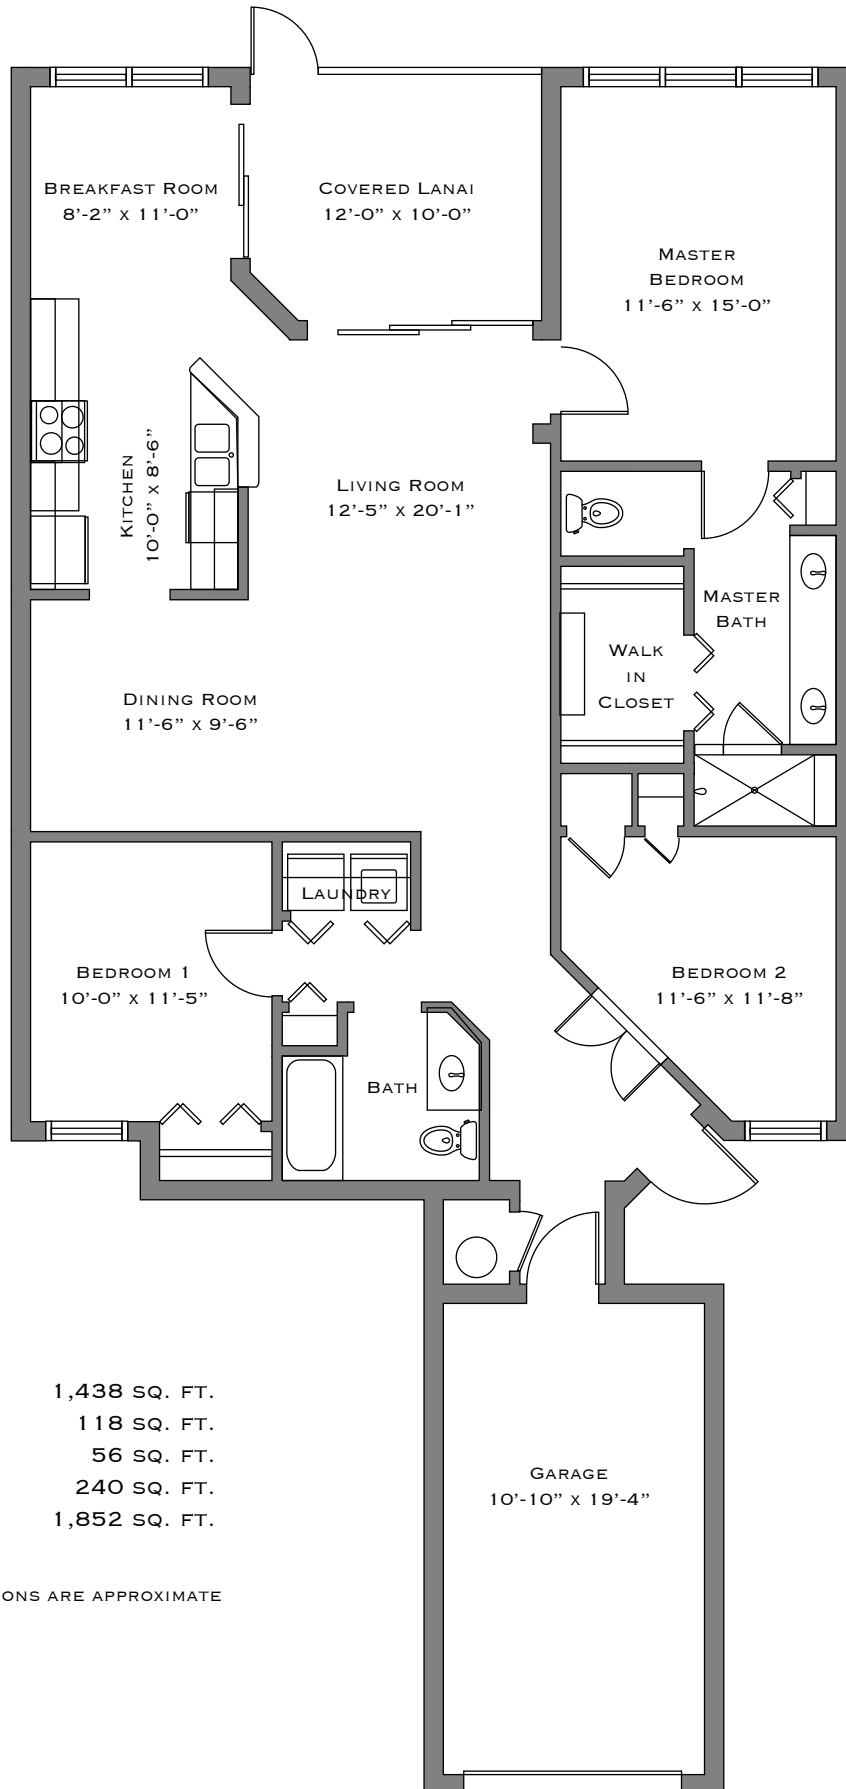 BREAKFAST ROOM
8'-2" X 11'-0"
COVERED LANAI
12'-0" X 10'-0"
MASTER
BEDROOM
11'-6" X 15'-0"
KITCHEN
10'-0" X 8'-6"
LIVING ROOM
12'-5" X 20'-1"
MASTER
BATH
WALK
IN
CLOSET
DINING ROOM
11'-6" X 9'-6"
LAUNDRY
BEDROOM 1
10'-0" X 11'-5"
BEDROOM 2
11'-6" X 11'-8"
BATH
1,438 SQ. FT.
118 SQ. FT.
56 SQ. FT.
240 SQ. FT.
1,852 SQ. FT.
GARAGE
10'-10" X 19'-4"
ONS ARE APPROXIMATE